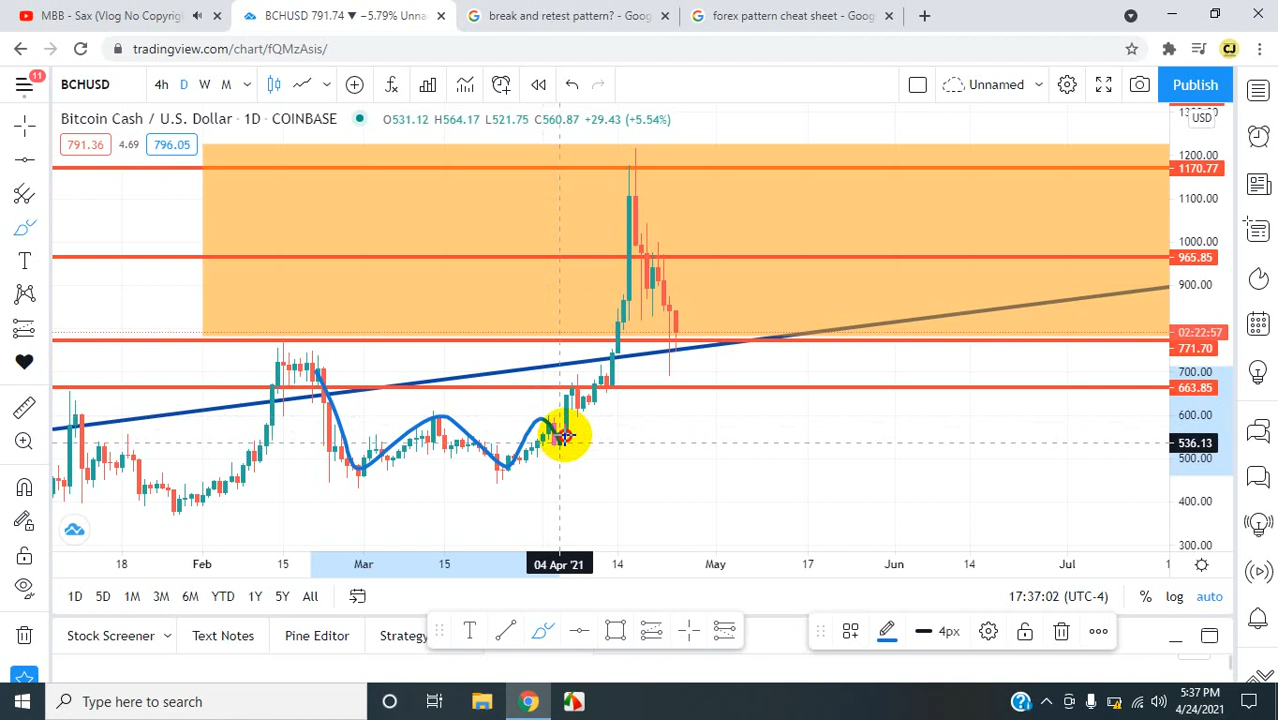 MBB - Sax (Vlog No Copyright
BCHUSD 791.74 ▼ −5.79% Unna
break and retest pattern? - Goog
forex pattern cheat sheet - Goog
CJ
tradingview.com/chart/fQMzAsis/
11
BCHUSD
4h D W M
Unnamed
Publish
Bitcoin Cash / U.S. Dollar · 1D · COINBASE
O531.12 H564.17 L521.75 C560.87 +29.43 (+5.54%)
791.36 4.69 796.05
USD
1200.00
1170.77
1100.00
1000.00
965.85
900.00
02:22:57
771.70
700.00
663.85
600.00
536.13
500.00
400.00
300.00
18 Feb 15 Mar 15 04 Apr '21 14 May 17 Jun 14 Jul
1D 5D 1M 3M 6M YTD 1Y 5Y All
17:37:02 (UTC-4) % log auto
Stock Screener Text Notes Pine Editor Strategy
4px
Type here to search
5:37 PM
4/24/2021